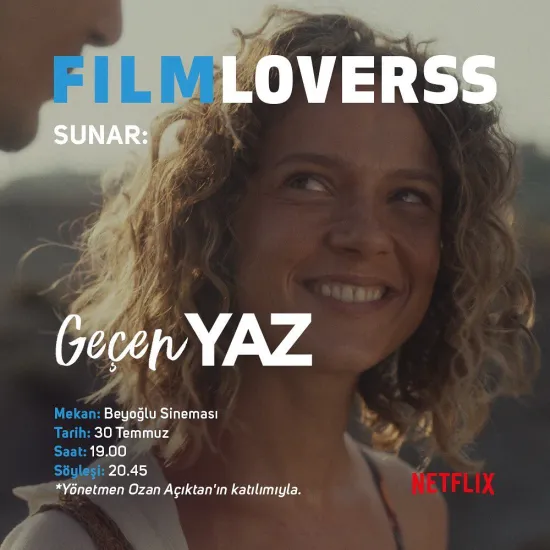 FILMLOVERSS
SUNAR:
Geçen YAZ
Mekan: Beyoğlu Sineması
Tarih: 30 Temmuz
Saat: 19.00
Söyleşi: 20.45
*Yönetmen Ozan Açıktan'ın katılımıyla.
NETFLIX